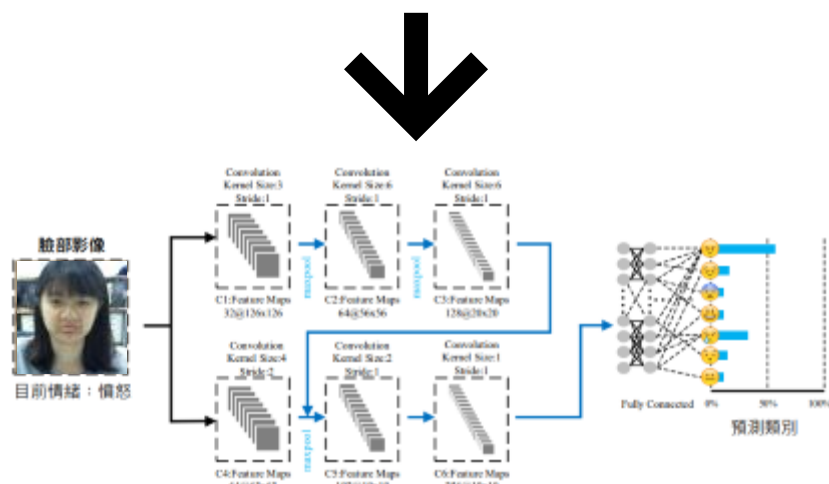 臉部影像
目前情緒：憤怒
Convolution
Kernel Size:3
Stride:1
C1:Feature Maps
32@126x126
maxpool
Convolution
Kernel Size:6
Stride:1
C2:Feature Maps
64@56x56
maxpool
Convolution
Kernel Size:6
Stride:1
C3:Feature Maps
128@20x20
Convolution
Kernel Size:4
Stride:2
C4:Feature Maps
maxpool
Convolution
Kernel Size:2
Stride:1
C5:Feature Maps
Convolution
Kernel Size:1
Stride:1
C6:Feature Maps
Fully Connected
0%
50%
100%
預測類別